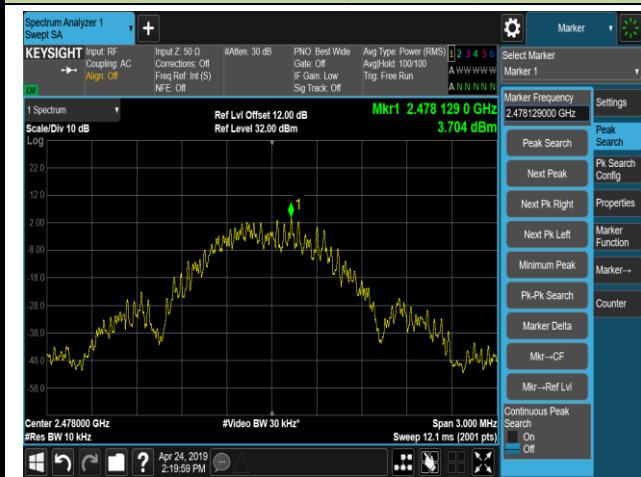 Spectrum Analyzer 1
Swept SA
+
Marker
KEYSIGHT
Input: RF
Coupling: AC
Align: Off
Input Z: 50 Ω
Corrections: Off
Freq Ref: Int (S)
NFE: Off
#Atten: 30 dB
PNO: Best Wide
Gate: Off
IF Gain: Low
Sig Track: Off
Avg Type: Power (RMS)
Avg|Hold: 100/100
Trig: Free Run
1 2 3 4 5 6
A W W W W W
A N N N N N
Select Marker
Marker 1
1 Spectrum
Scale/Div 10 dB
Log
Ref Lvl Offset 12.00 dB
Ref Level 32.00 dBm
Mkr1 2.478 129 0 GHz
3.704 dBm
22.0
12.0
2.00
-8.00
-18.0
-28.0
-38.0
-48.0
-58.0
1
Center 2.478000 GHz
#Res BW 10 kHz
#Video BW 30 kHz*
Span 3.000 MHz
Sweep 12.1 ms (2001 pts)
Marker Frequency
2.478129000 GHz
Peak Search
Next Peak
Next Pk Right
Next Pk Left
Minimum Peak
Pk-Pk Search
Marker Delta
Mkr→CF
Mkr→Ref Lvl
Continuous Peak
Search
On
Off
Settings
Peak
Search
Pk Search
Config
Properties
Marker
Function
Marker→
Counter
?
Apr 24, 2019
2:19:59 PM